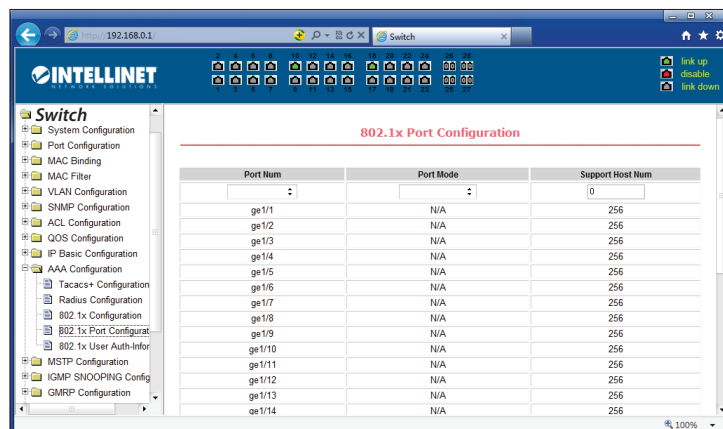 http://192.168.0.1/
Switch
INTELLINET
NETWORK SOLUTIONS
2 4 6 8 10 12 14 16 18 20 22 24 26 28
1 3 5 7 9 11 13 15 17 19 21 23 25 27
link up
disable
link down
Switch
System Configuration
Port Configuration
MAC Binding
MAC Filter
VLAN Configuration
SNMP Configuration
ACL Configuration
QOS Configuration
IP Basic Configuration
AAA Configuration
Tacacs+ Configuration
Radius Configuration
802.1x Configuration
802.1x Port Configurat
802.1x User Auth-Infor
MSTP Configuration
IGMP SNOOPING Config
GMRP Configuration
802.1x Port Configuration
Port Num Port Mode Support Host Num
0
ge1/1 N/A 256
ge1/2 N/A 256
ge1/3 N/A 256
ge1/4 N/A 256
ge1/5 N/A 256
ge1/6 N/A 256
ge1/7 N/A 256
ge1/8 N/A 256
ge1/9 N/A 256
ge1/10 N/A 256
ge1/11 N/A 256
ge1/12 N/A 256
ge1/13 N/A 256
ge1/14 N/A 256
100%